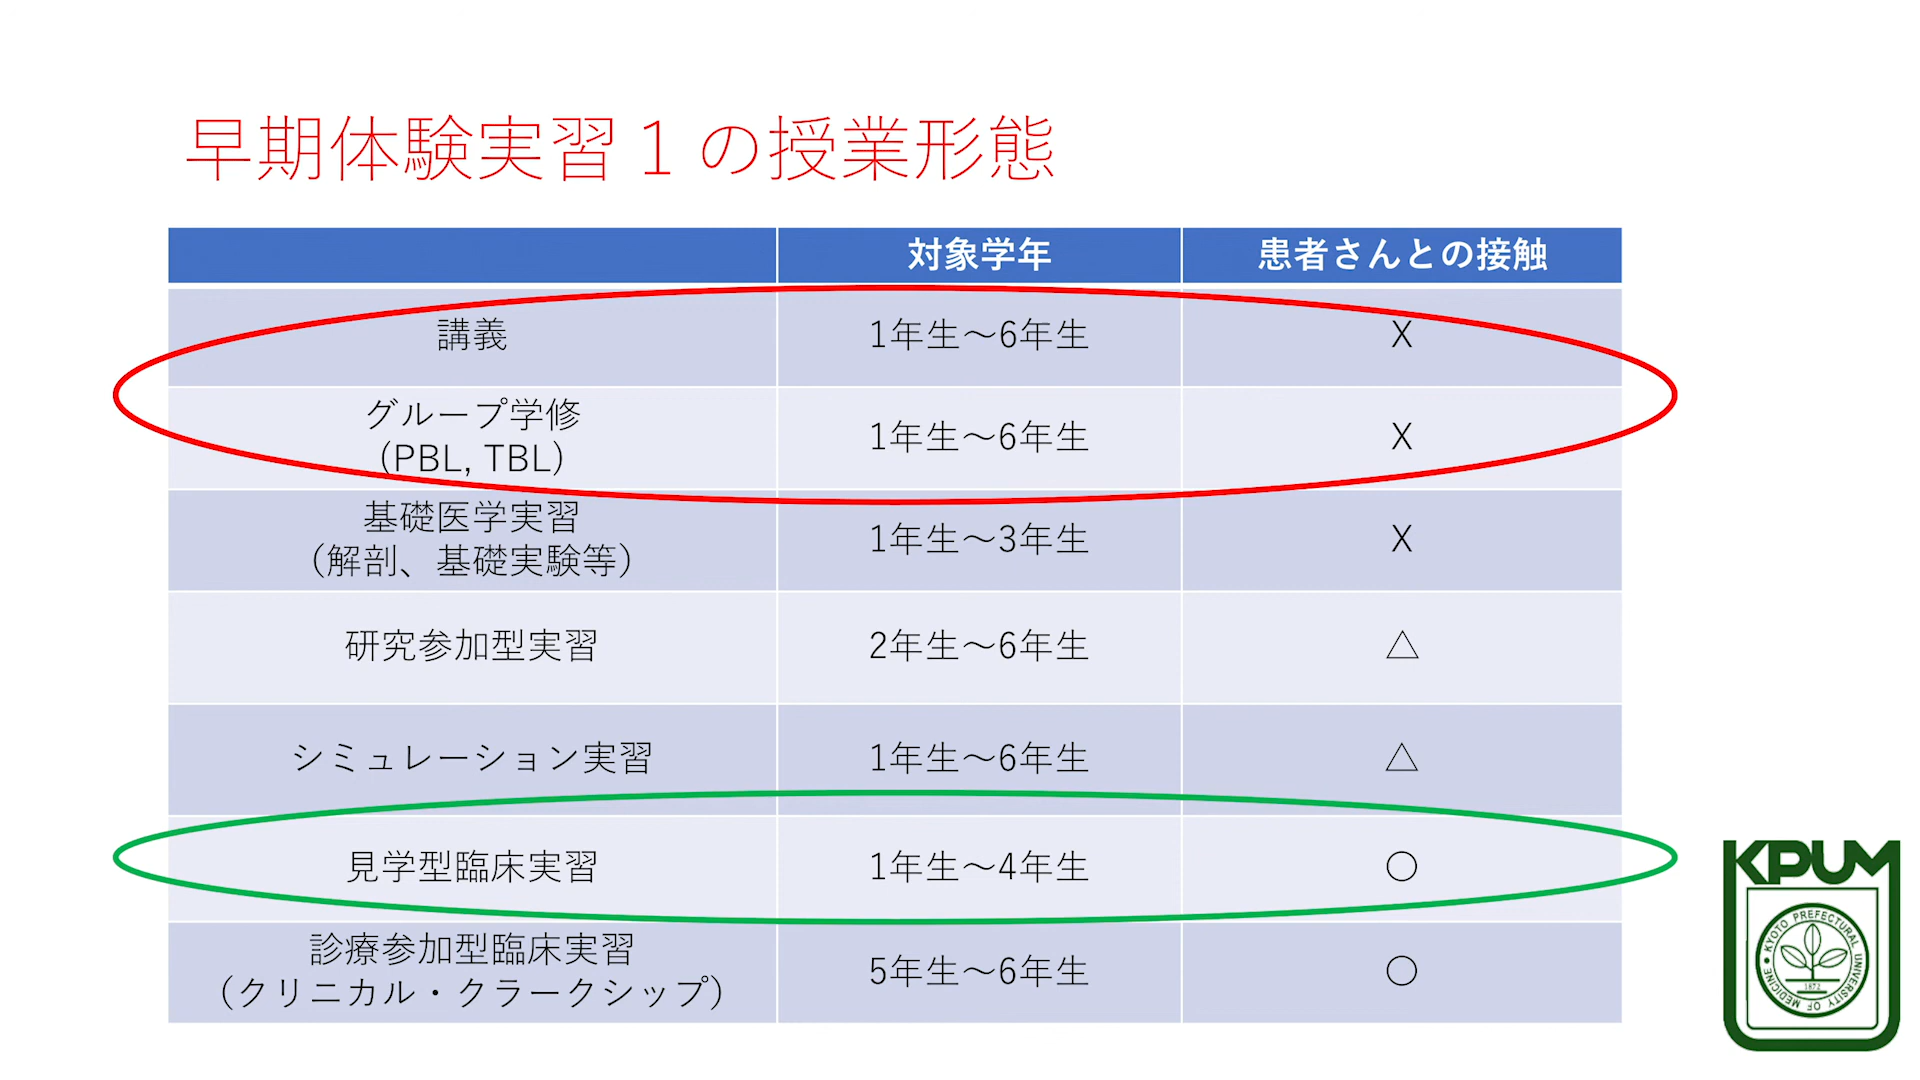 早期体験実習１の授業形態
対象学年 患者さんとの接触
講義 1年生～6年生 X
グループ学修
(PBL, TBL) 1年生～6年生 X
基礎医学実習
（解剖、基礎実験等） 1年生～3年生 X
研究参加型実習 2年生～6年生 △
シミュレーション実習 1年生～6年生 △
見学型臨床実習 1年生～4年生 〇
診療参加型臨床実習
（クリニカル・クラークシップ） 5年生～6年生 〇
KPUM
KYOTO PREFECTURAL UNIVERSITY OF MEDICINE
1872